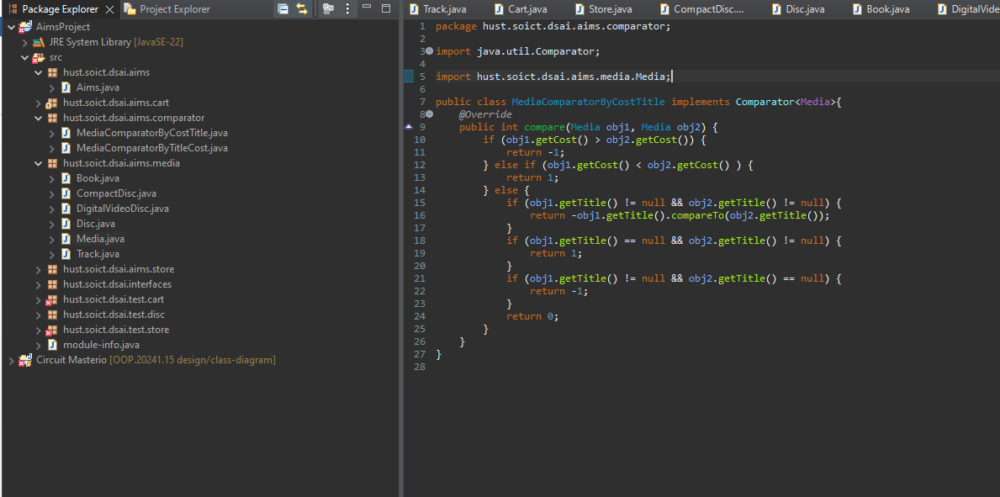 Package Explorer Project Explorer
AimsProject
JRE System Library [JavaSE-22]
src
hust.soict.dsai.aims
Aims.java
hust.soict.dsai.aims.cart
hust.soict.dsai.aims.comparator
MediaComparatorByCostTitle.java
MediaComparatorByTitleCost.java
hust.soict.dsai.aims.media
Book.java
CompactDisc.java
DigitalVideoDisc.java
Disc.java
Media.java
Track.java
hust.soict.dsai.aims.store
hust.soict.dsai.interfaces
hust.soict.dsai.test.cart
hust.soict.dsai.test.disc
hust.soict.dsai.test.store
module-info.java
Circuit Masterio [OOP.20241.15 design/class-diagram]
Track.java Cart.java Store.java CompactDisc.... Disc.java Book.java DigitalVide
1 package hust.soict.dsai.aims.comparator;
2
3 import java.util.Comparator;
4
5 import hust.soict.dsai.aims.media.Media;
6
7 public class MediaComparatorByCostTitle implements Comparator<Media>{
8 @Override
9 public int compare(Media obj1, Media obj2) {
10 if (obj1.getCost() > obj2.getCost()) {
11 return -1;
12 } else if (obj1.getCost() < obj2.getCost() ) {
13 return 1;
14 } else {
15 if (obj1.getTitle() != null && obj2.getTitle() != null) {
16 return -obj1.getTitle().compareTo(obj2.getTitle());
17 }
18 if (obj1.getTitle() == null && obj2.getTitle() != null) {
19 return 1;
20 }
21 if (obj1.getTitle() != null && obj2.getTitle() == null) {
22 return -1;
23 }
24 return 0;
25 }
26 }
27 }
28